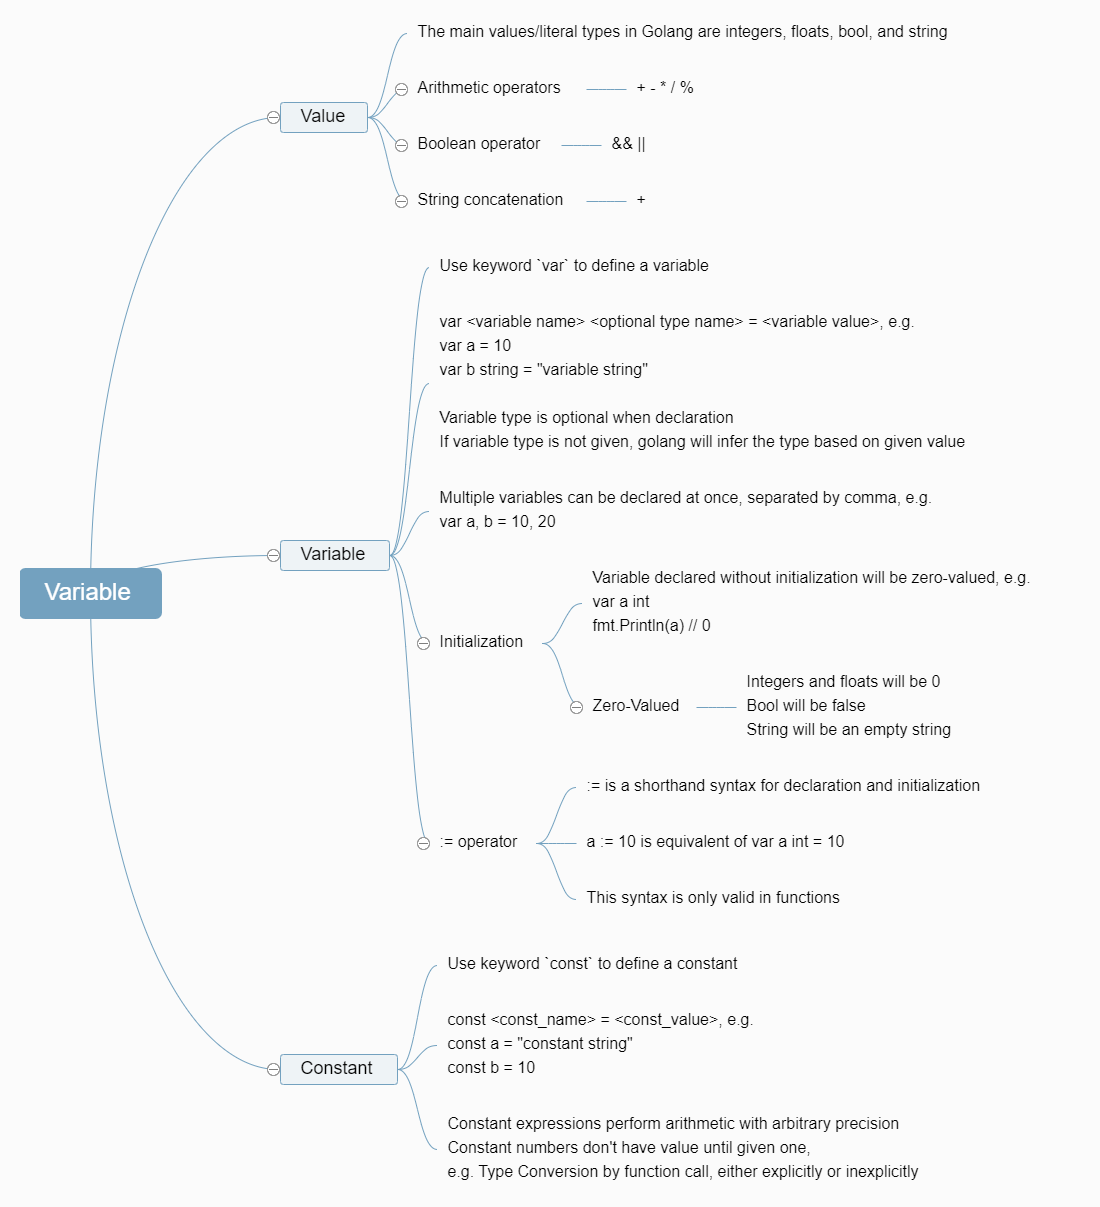 Variable
Value
The main values/literal types in Golang are integers, floats, bool, and string
Arithmetic operators
+ - * / %
Boolean operator
&& ||
String concatenation
+
Variable
Use keyword `var` to define a variable
var <variable name> <optional type name> = <variable value>, e.g.
var a = 10
var b string = "variable string"
Variable type is optional when declaration
If variable type is not given, golang will infer the type based on given value
Multiple variables can be declared at once, separated by comma, e.g.
var a, b = 10, 20
Initialization
Variable declared without initialization will be zero-valued, e.g.
var a int
fmt.Println(a) // 0
Zero-Valued
Integers and floats will be 0
Bool will be false
String will be an empty string
:= operator
:= is a shorthand syntax for declaration and initialization
a := 10 is equivalent of var a int = 10
This syntax is only valid in functions
Constant
Use keyword `const` to define a constant
const <const_name> = <const_value>, e.g.
const a = "constant string"
const b = 10
Constant expressions perform arithmetic with arbitrary precision
Constant numbers don't have value until given one,
e.g. Type Conversion by function call, either explicitly or inexplicitly